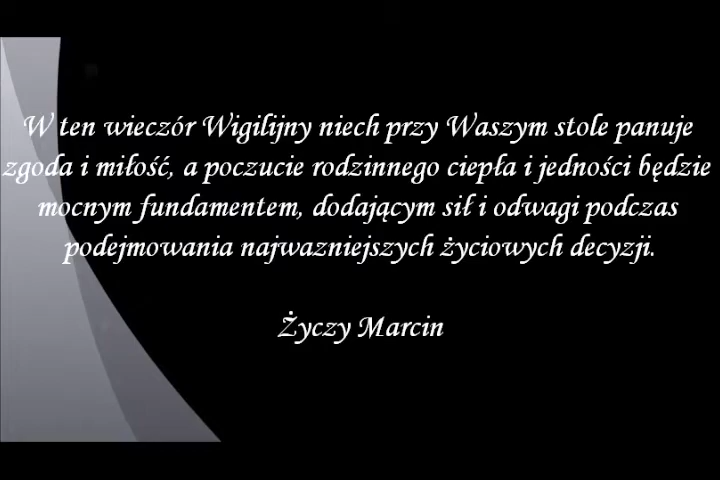 W ten wieczór Wigilijny niech przy Waszym stole panuje
zgoda i miłość, a poczucie rodzinnego ciepła i jedności będzie
mocnym fundamentem, dodającym sił i odwagi podczas
podejmowania najwazniejszych życiowych decyzji.
Życzy Marcin